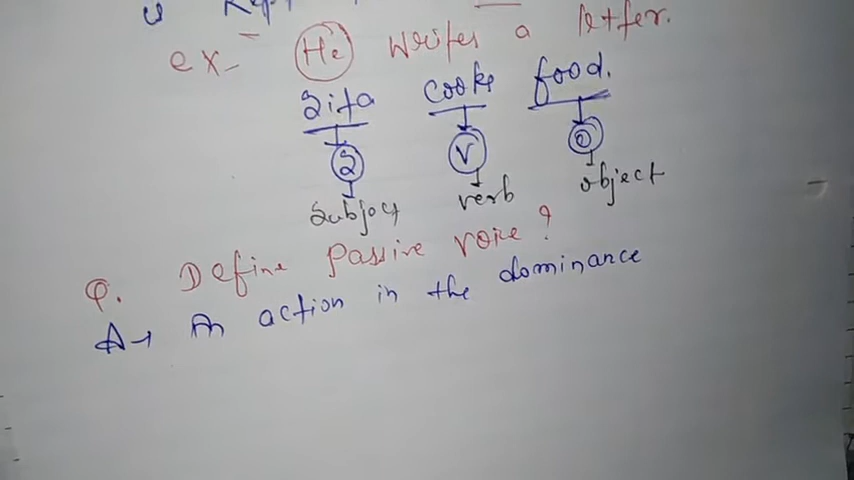 ex- He writes a letter.
Sita cooks food.
S V O
Subject verb object
Q. Define passive voice?
A→ An action in the dominance